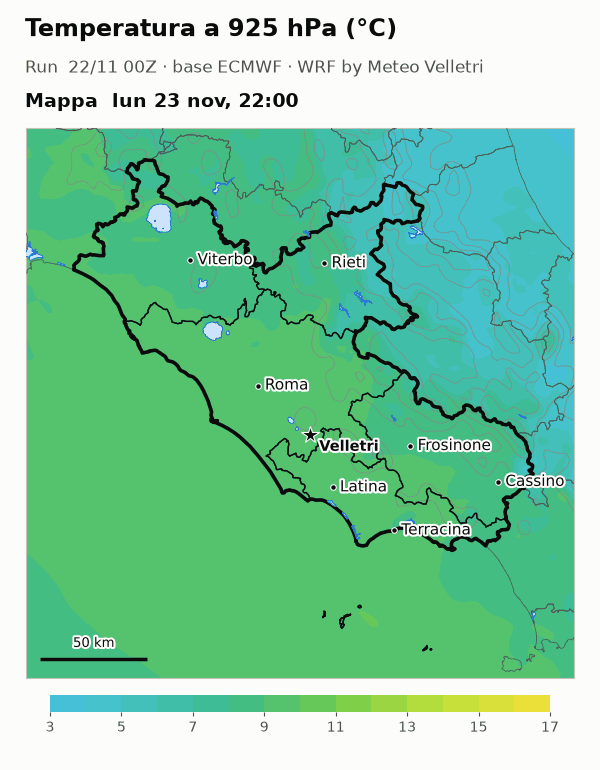 Temperatura a 925 hPa (°C)
Run  22/11 00Z · base ECMWF · WRF by Meteo Velletri
Mappa  lun 23 nov, 22:00
Viterbo
Rieti
Roma
Velletri
Frosinone
Latina
Cassino
Terracina
50 km
3 5 7 9 11 13 15 17